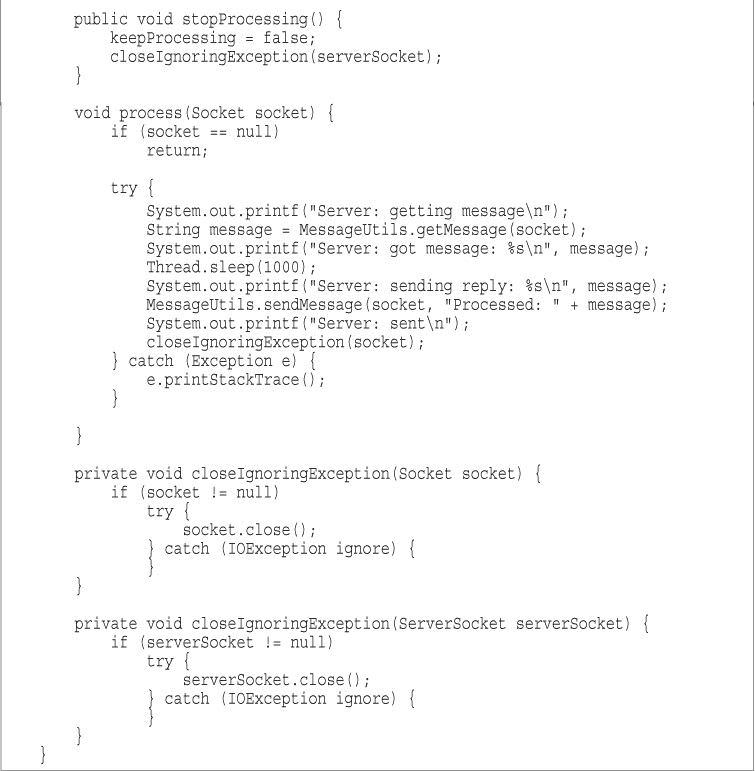 public void stopProcessing() {
        keepProcessing = false;
        closeIgnoringException(serverSocket);
    }

    void process(Socket socket) {
        if (socket == null)
            return;

        try {
            System.out.printf("Server: getting message\n");
            String message = MessageUtils.getMessage(socket);
            System.out.printf("Server: got message: %s\n", message);
            Thread.sleep(1000);
            System.out.printf("Server: sending reply: %s\n", message);
            MessageUtils.sendMessage(socket, "Processed: " + message);
            System.out.printf("Server: sent\n");
            closeIgnoringException(socket);
        } catch (Exception e) {
            e.printStackTrace();
        }

    }

    private void closeIgnoringException(Socket socket) {
        if (socket != null)
            try {
                socket.close();
            } catch (IOException ignore) {
            }
    }

    private void closeIgnoringException(ServerSocket serverSocket) {
        if (serverSocket != null)
            try {
                serverSocket.close();
            } catch (IOException ignore) {
            }
    }
}